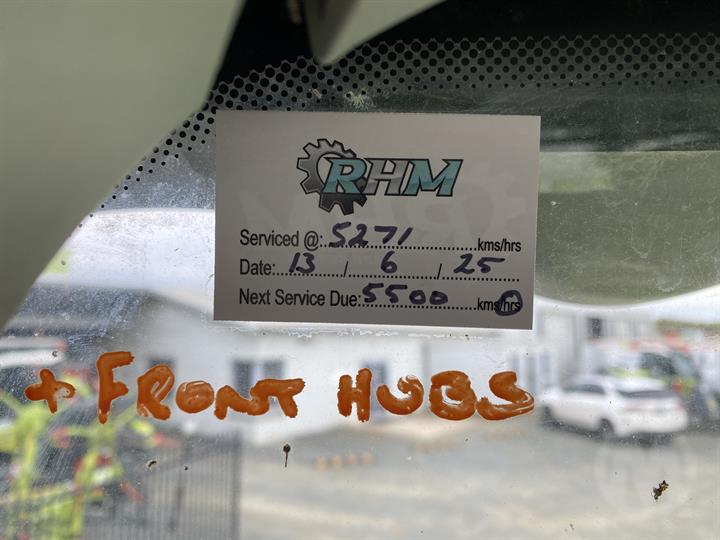 RHM
Serviced @: 5271 kms/hrs
Date: 13 / 6 / 25
Next Service Due: 5500 kms/hrs
+ FRONT HUBS